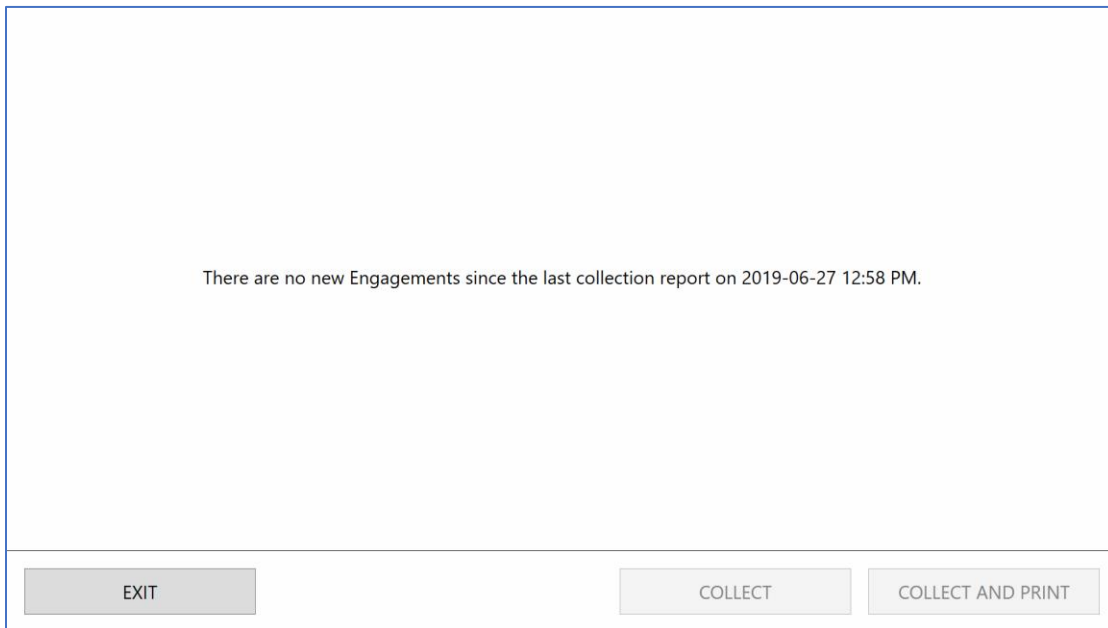 There are no new Engagements since the last collection report on 2019-06-27 12:58 PM.
EXIT
COLLECT
COLLECT AND PRINT